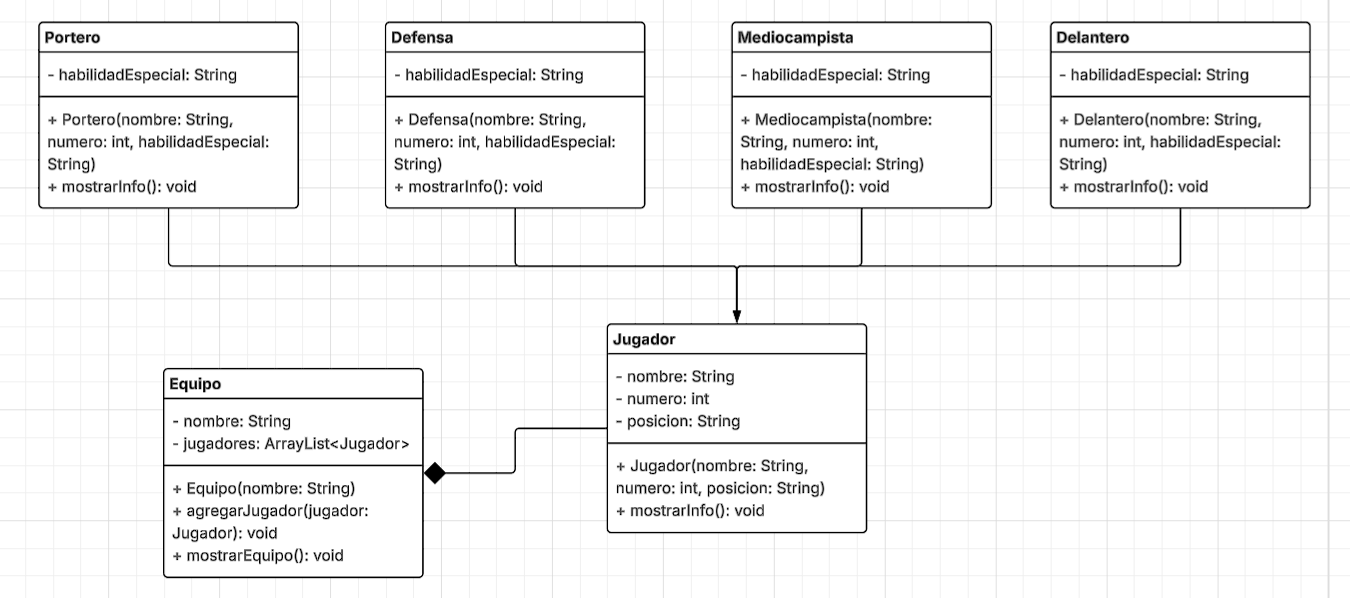 Portero
- habilidadEspecial: String
+ Portero(nombre: String,
numero: int, habilidadEspecial:
String)
+ mostrarInfo(): void
Defensa
- habilidadEspecial: String
+ Defensa(nombre: String,
numero: int, habilidadEspecial:
String)
+ mostrarInfo(): void
Mediocampista
- habilidadEspecial: String
+ Mediocampista(nombre:
String, numero: int,
habilidadEspecial: String)
+ mostrarInfo(): void
Delantero
- habilidadEspecial: String
+ Delantero(nombre: String,
numero: int, habilidadEspecial:
String)
+ mostrarInfo(): void
Jugador
- nombre: String
- numero: int
- posicion: String
+ Jugador(nombre: String,
numero: int, posicion: String)
+ mostrarInfo(): void
Equipo
- nombre: String
- jugadores: ArrayList<Jugador>
+ Equipo(nombre: String)
+ agregarJugador(jugador:
Jugador): void
+ mostrarEquipo(): void